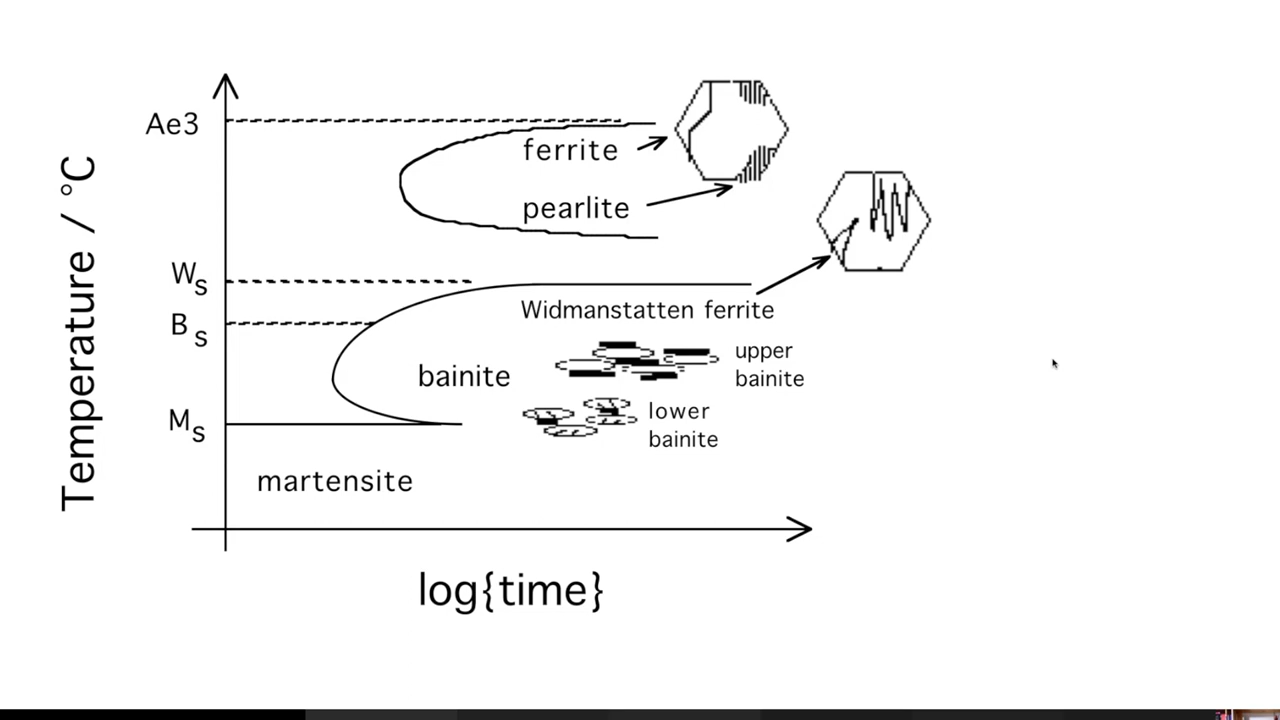 Temperature / °C
Ae3
ferrite
pearlite
Ws
Widmanstatten ferrite
Bs
upper
bainite
bainite
lower
bainite
Ms
martensite
log{time}